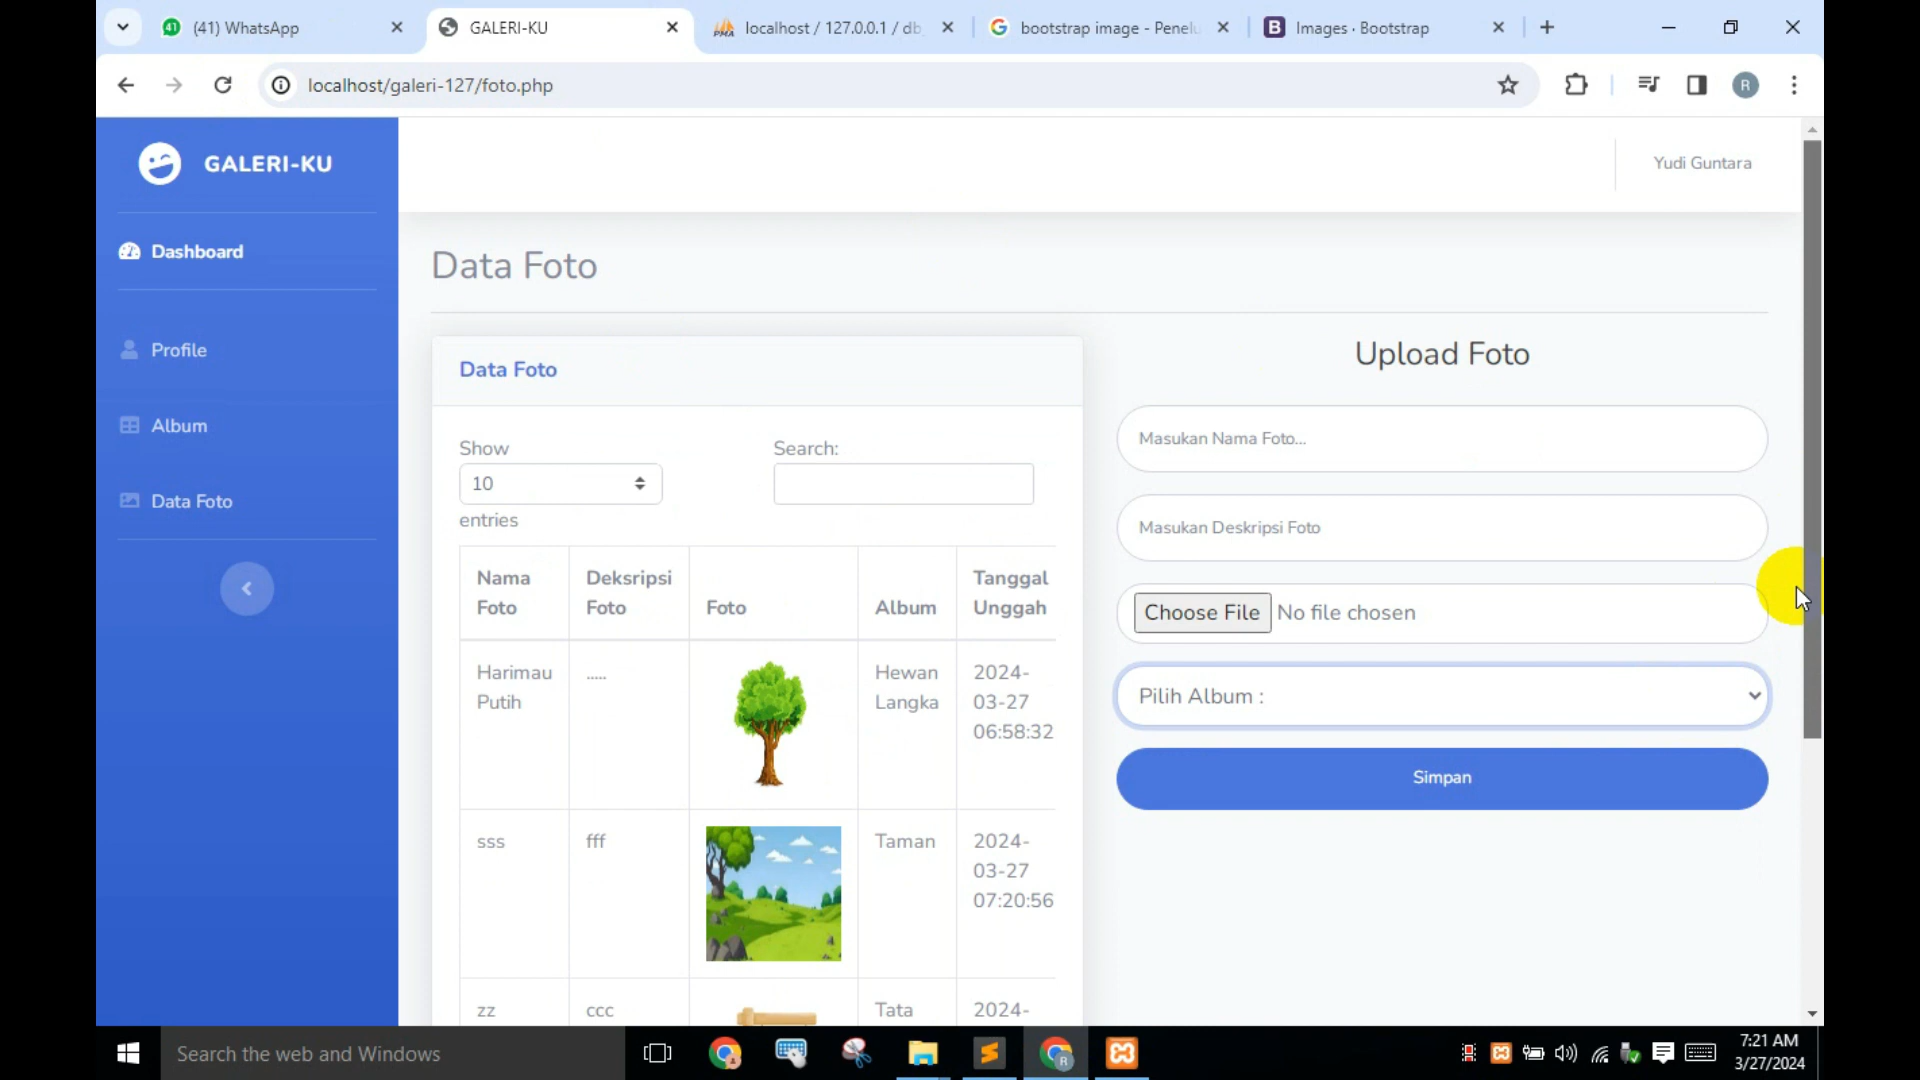 (41) WhatsApp
GALERI-KU
localhost / 127.0.0.1 / db
bootstrap image - Penelu
Images · Bootstrap
localhost/galeri-127/foto.php
R
GALERI-KU
Yudi Guntara
Dashboard
Profile
Album
Data Foto
Data Foto
Data Foto
Show
10
entries
Search:
Nama Foto
Deksripsi Foto
Foto
Album
Tanggal Unggah
Harimau Putih
.....
Hewan Langka
2024-03-27 06:58:32
sss
fff
Taman
2024-03-27 07:20:56
zz
ccc
Tata
2024-
Upload Foto
Masukan Nama Foto...
Masukan Deskripsi Foto
Choose File No file chosen
Pilih Album :
Simpan
Search the web and Windows
7:21 AM
3/27/2024